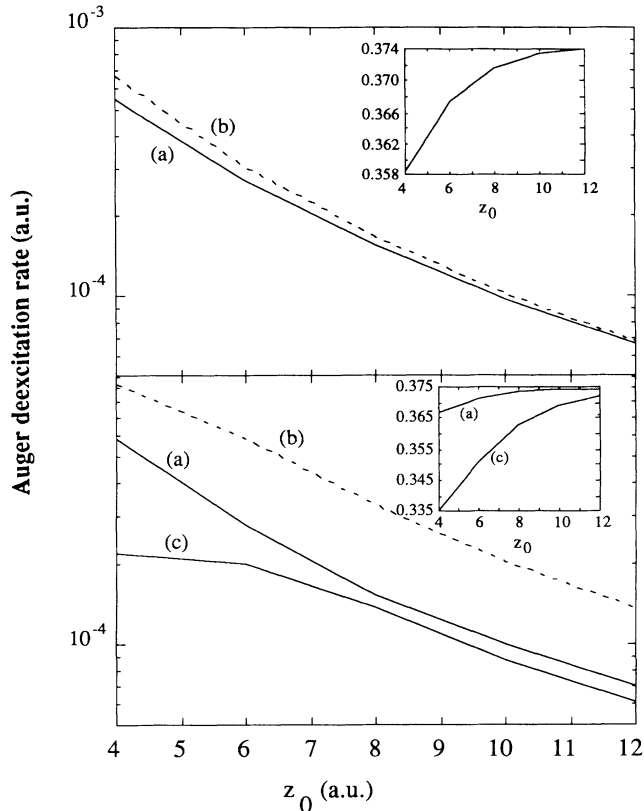 Auger deexcitation rate (a.u.)
10-3
10-4
(b)
(a)
0.374
0.370
0.366
0.362
0.358
4 6 8 10 12
z0
10-4
(a)
(b)
(c)
0.375
0.365
0.355
0.345
0.335
(a)
(c)
4 6 8 10 12
z0
4 5 6 7 8 9 10 11 12
z0 (a.u.)